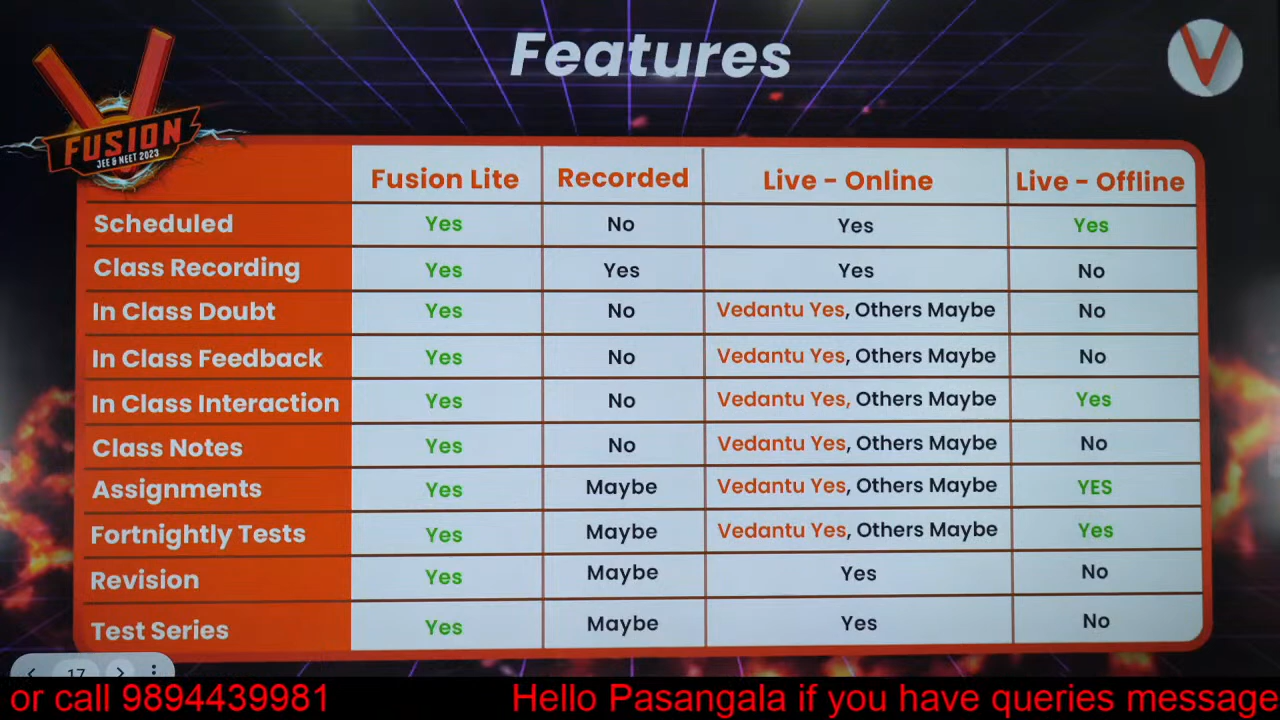 Features
FUSION
JEE & NEET 2023
Fusion Lite Recorded Live - Online Live - Offline
Scheduled Yes No Yes Yes
Class Recording Yes Yes Yes No
In Class Doubt Yes No Vedantu Yes, Others Maybe No
In Class Feedback Yes No Vedantu Yes, Others Maybe No
In Class Interaction Yes No Vedantu Yes, Others Maybe Yes
Class Notes Yes No Vedantu Yes, Others Maybe No
Assignments Yes Maybe Vedantu Yes, Others Maybe YES
Fortnightly Tests Yes Maybe Vedantu Yes, Others Maybe Yes
Revision Yes Maybe Yes No
Test Series Yes Maybe Yes No
17
or call 9894439981 Hello Pasangala if you have queries message